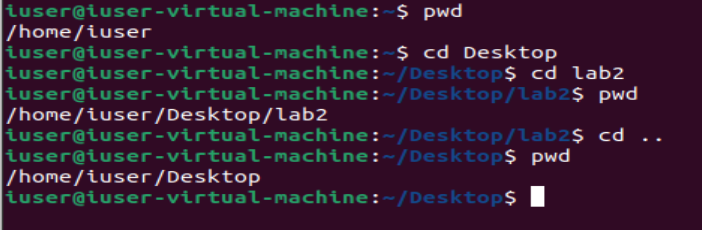 iuser@iuser-virtual-machine:~$ pwd
/home/iuser
iuser@iuser-virtual-machine:~$ cd Desktop
iuser@iuser-virtual-machine:~/Desktop$ cd lab2
iuser@iuser-virtual-machine:~/Desktop/lab2$ pwd
/home/iuser/Desktop/lab2
iuser@iuser-virtual-machine:~/Desktop/lab2$ cd ..
iuser@iuser-virtual-machine:~/Desktop$ pwd
/home/iuser/Desktop
iuser@iuser-virtual-machine:~/Desktop$